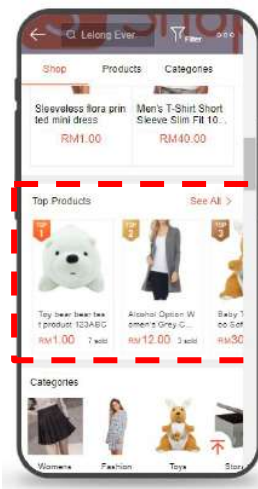 Shop
Lelong Ever
Filter
Shop Products Categories
Sleeveless flora prin
ted mini dress
RM1.00
Men's T-Shirt Short
Sleeve Slim Fit 10...
RM40.00
Top Products See All >
TOP
1
TOP
2
TOP
3
Toy bear bear tes
t product 123ABC
RM1.00 7 sold
Alcohol Option W
omen's Grey C...
RM12.00 3 sold
Baby T
oo Sof
RM30
Categories
Womens Fashion Toys Stor